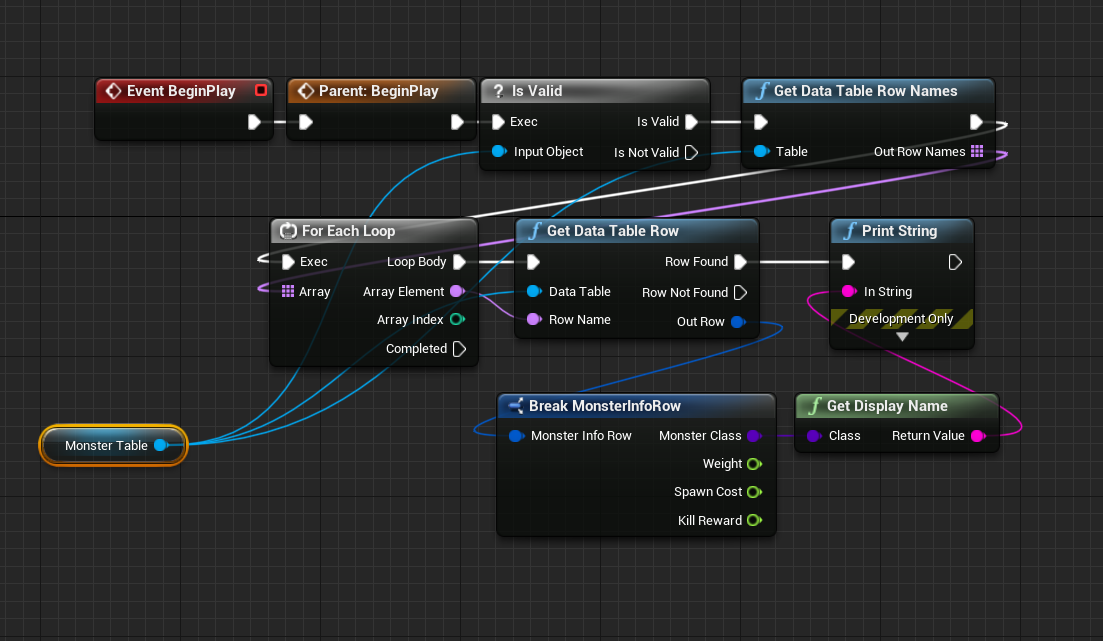 Event BeginPlay
Parent: BeginPlay
? Is Valid
Exec
Is Valid
Input Object
Is Not Valid
f Get Data Table Row Names
Table
Out Row Names
For Each Loop
Exec
Loop Body
Array
Array Element
Array Index
Completed
f Get Data Table Row
Row Found
Data Table
Row Not Found
Row Name
Out Row
f Print String
In String
Development Only
Monster Table
Break MonsterInfoRow
Monster Info Row
Monster Class
Weight
Spawn Cost
Kill Reward
f Get Display Name
Class
Return Value